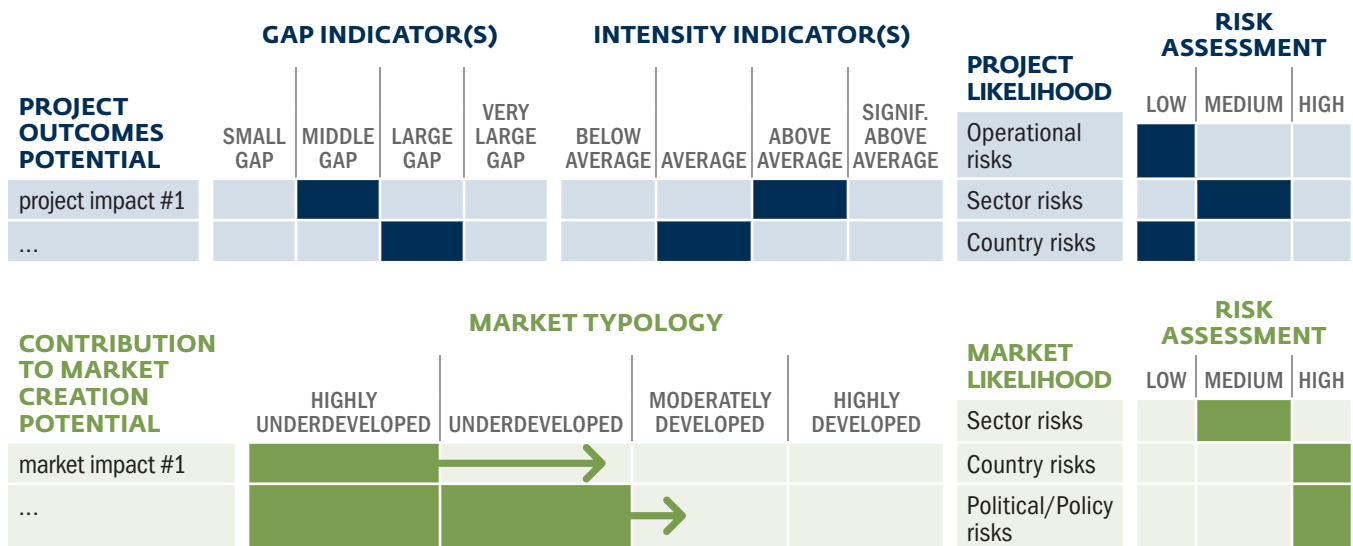 GAP INDICATOR(S)
INTENSITY INDICATOR(S)
RISK
ASSESSMENT
PROJECT
OUTCOMES
POTENTIAL
SMALL
GAP
MIDDLE
GAP
LARGE
GAP
VERY
LARGE
GAP
BELOW
AVERAGE
AVERAGE
ABOVE
AVERAGE
SIGNIF.
ABOVE
AVERAGE
PROJECT
LIKELIHOOD
LOW
MEDIUM
HIGH
project impact #1
...
Operational
risks
Sector risks
Country risks
MARKET TYPOLOGY
RISK
ASSESSMENT
CONTRIBUTION
TO MARKET
CREATION
POTENTIAL
HIGHLY
UNDERDEVELOPED
UNDERDEVELOPED
MODERATELY
DEVELOPED
HIGHLY
DEVELOPED
MARKET
LIKELIHOOD
LOW
MEDIUM
HIGH
market impact #1
...
Sector risks
Country risks
Political/Policy
risks